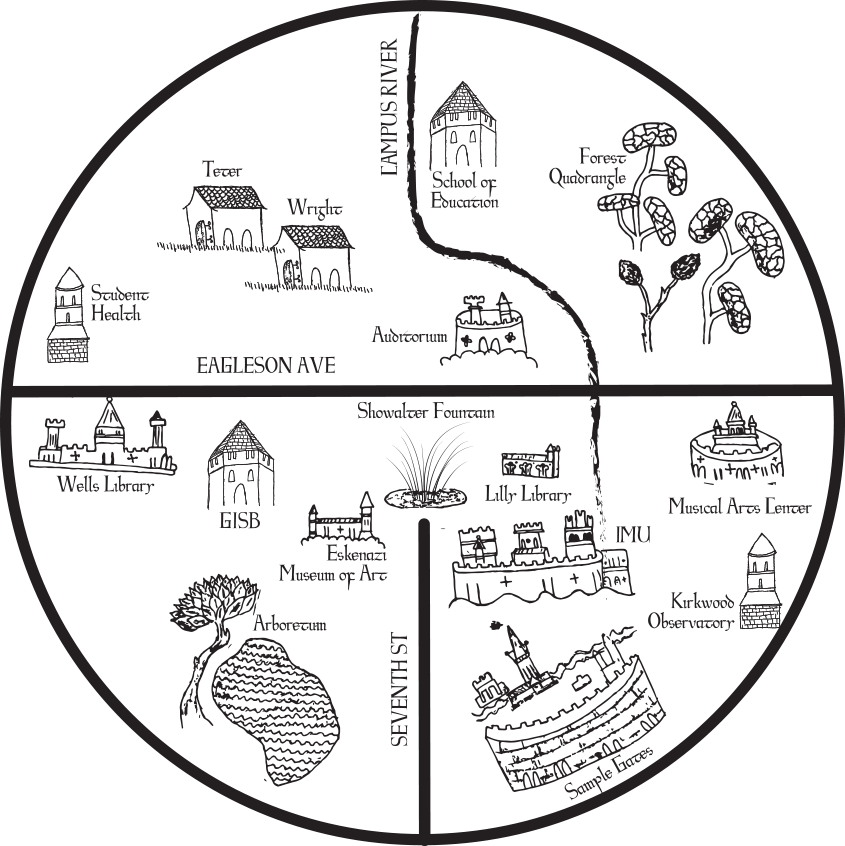 CAMPUS RIVER
School of
Education
Forest
Quadrangle
Teter
Wright
Student
Health
Auditorium
EAGLESON AVE
Showalter Fountain
Wells Library
GISB
Lilly Library
Musical Arts Center
IMU
Eskenazi
Museum of Art
Kirkwood
Observatory
Arboretum
SEVENTH ST
Sample Gates